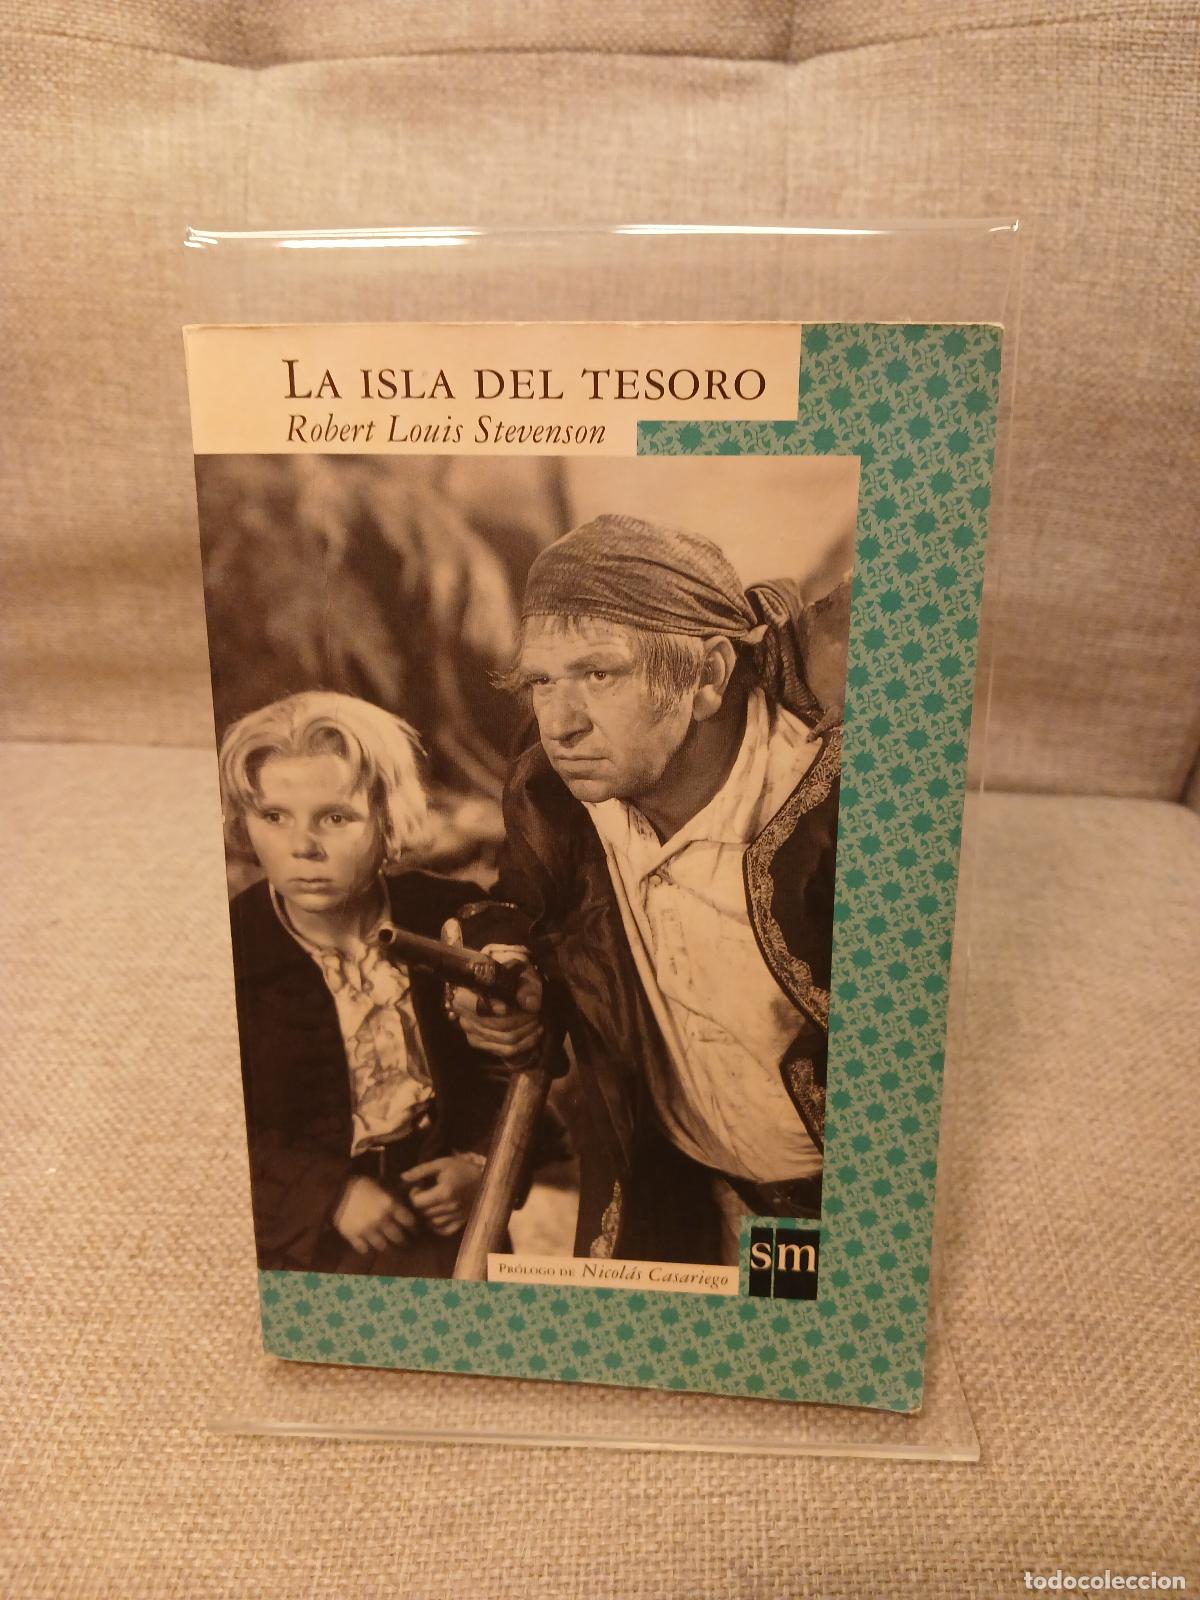 LA ISLA DEL TESORO
Robert Louis Stevenson
PRÓLOGO DE Nicolás Casariego
sm
todocoleccion